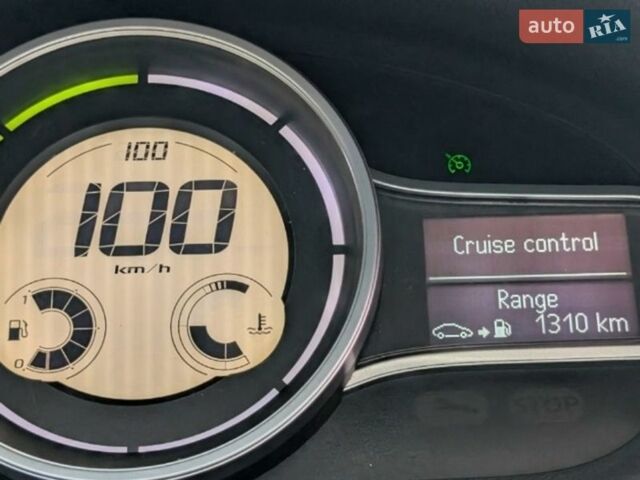 auto RIA
.com
100
100
km/h
1
0
Cruise control
Range
1310 km
STOP